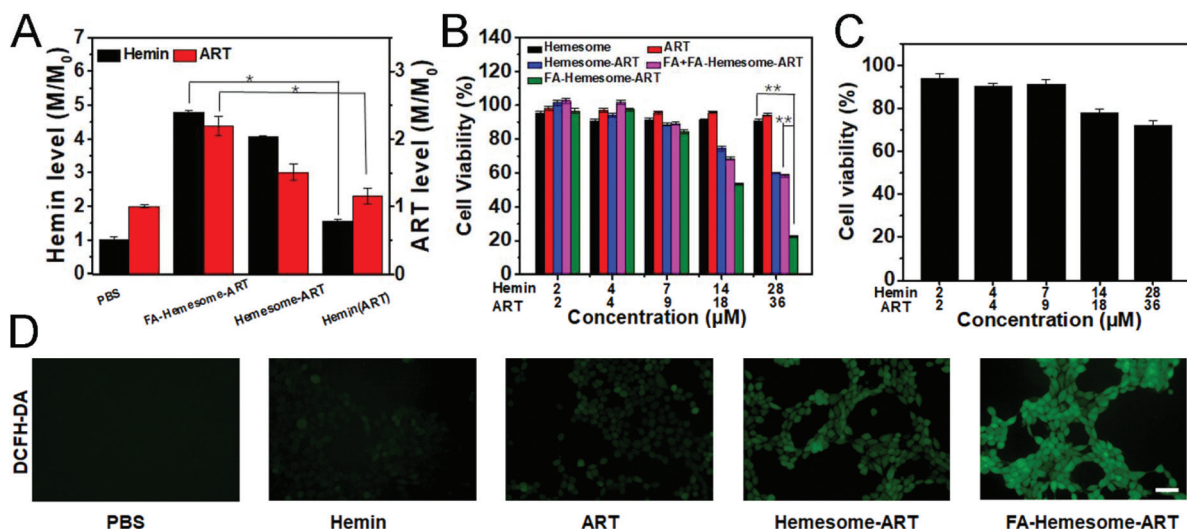 A
Hemin level (M/M0)
7
6
5
4
3
2
1
0
Hemin
ART
*
*
3
2
1
0
ART level (M/M0)
PBS
FA-Hemesome-ART
Hemesome-ART
Hemin(ART)
B
Cell Viability (%)
140
120
100
80
60
40
20
0
Hemesome
ART
Hemesome-ART
FA+FA-Hemesome-ART
FA-Hemesome-ART
**
**
Hemin 2 4 7 14 28
ART 2 4 9 18 36
Concentration (μM)
C
Cell viability (%)
100
80
60
40
20
0
Hemin 2 4 7 14 28
ART 2 4 9 18 36
Concentration (μM)
D
DCFH-DA
PBS
Hemin
ART
Hemesome-ART
FA-Hemesome-ART